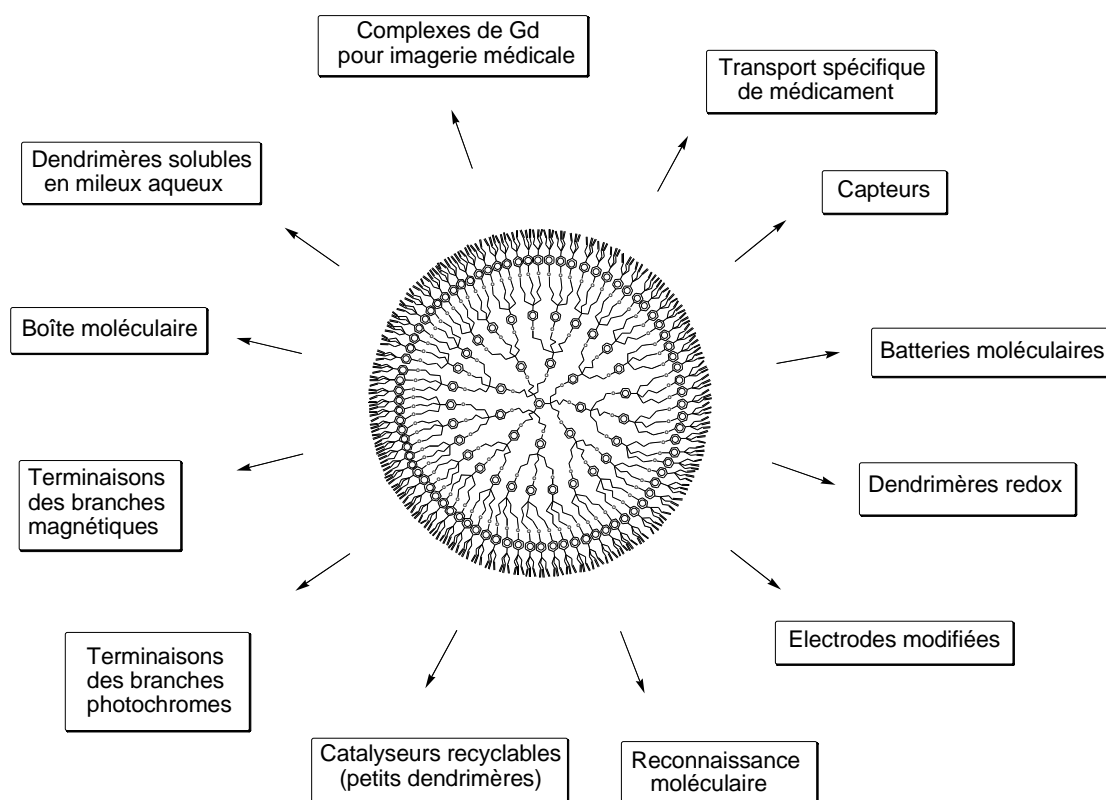 Complexes de Gd
pour imagerie médicale
Transport spécifique
de médicament
Dendrimères solubles
en mileux aqueux
Capteurs
Boîte moléculaire
Batteries moléculaires
Terminaisons
des branches
magnétiques
Dendrimères redox
Electrodes modifiées
Terminaisons
des branches
photochromes
Catalyseurs recyclables
(petits dendrimères)
Reconnaissance
moléculaire